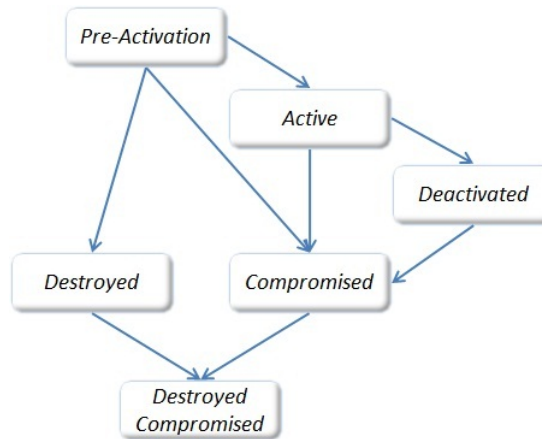 Pre-Activation
Active
Deactivated
Destroyed
Compromised
Destroyed
Compromised